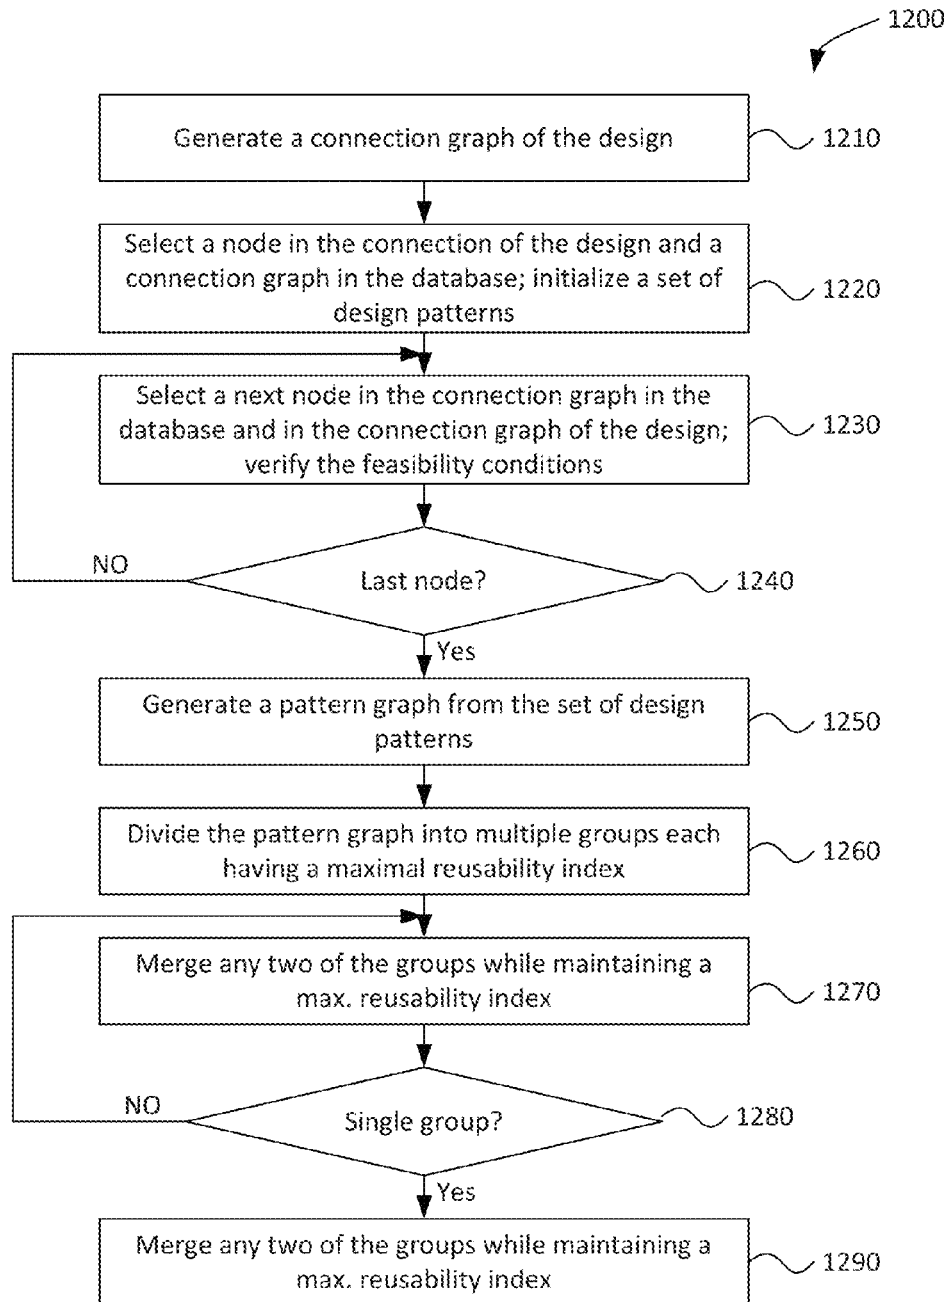 1200
Generate a connection graph of the design
1210
Select a node in the connection of the design and a
connection graph in the database; initialize a set of
design patterns
1220
Select a next node in the connection graph in the
database and in the connection graph of the design;
verify the feasibility conditions
1230
NO
Last node?
1240
Yes
Generate a pattern graph from the set of design
patterns
1250
Divide the pattern graph into multiple groups each
having a maximal reusability index
1260
Merge any two of the groups while maintaining a
max. reusability index
1270
NO
Single group?
1280
Yes
Merge any two of the groups while maintaining a
max. reusability index
1290